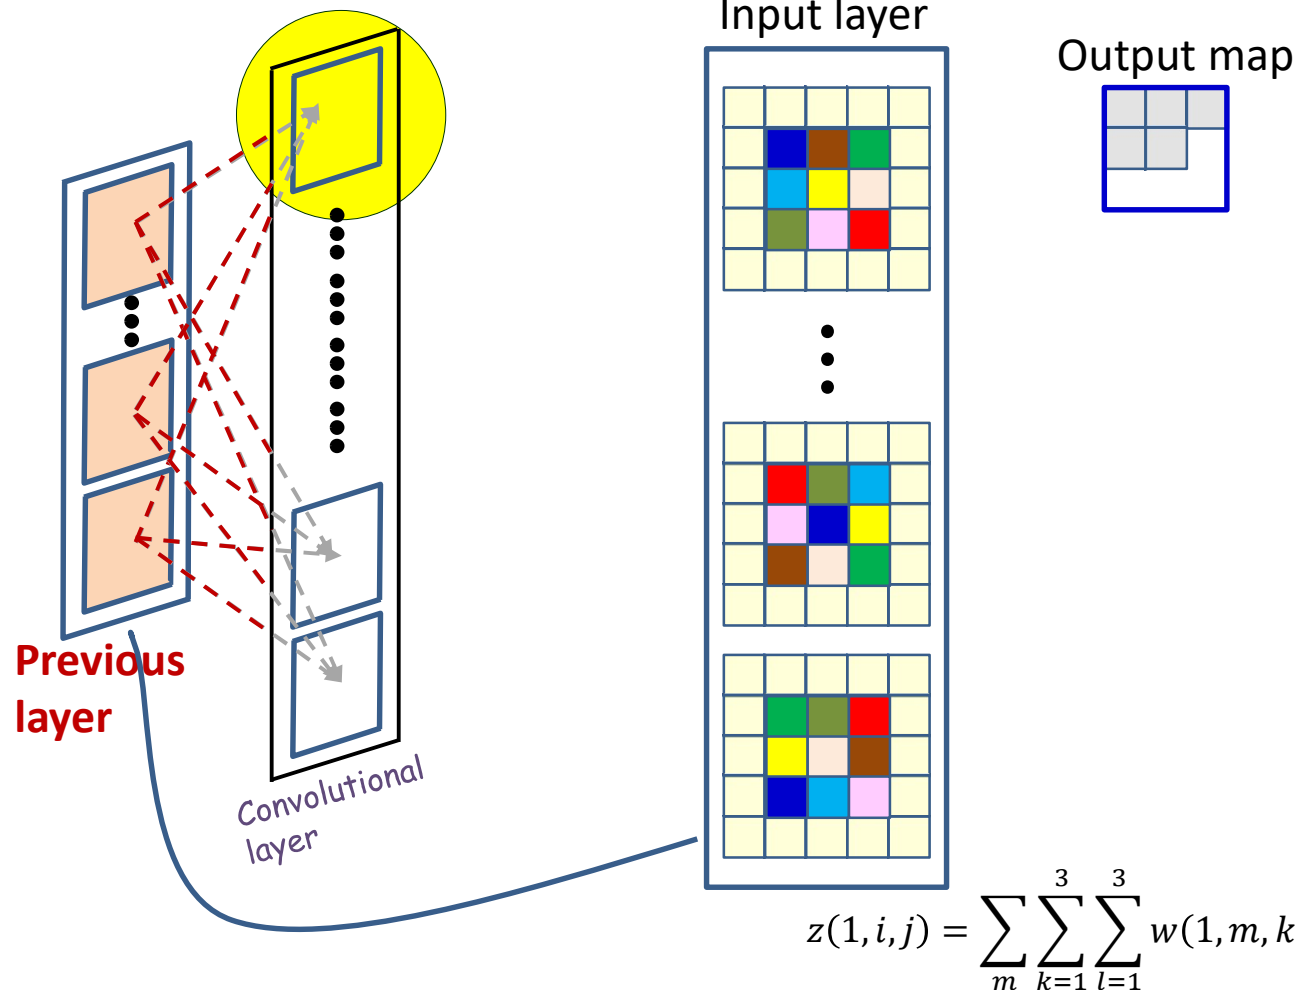 Input layer
Output map
Previous
layer
Convolutional
layer
z(1, i, j) = ∑_m ∑_{k=1}^{3} ∑_{l=1}^{3} w(1, m, k